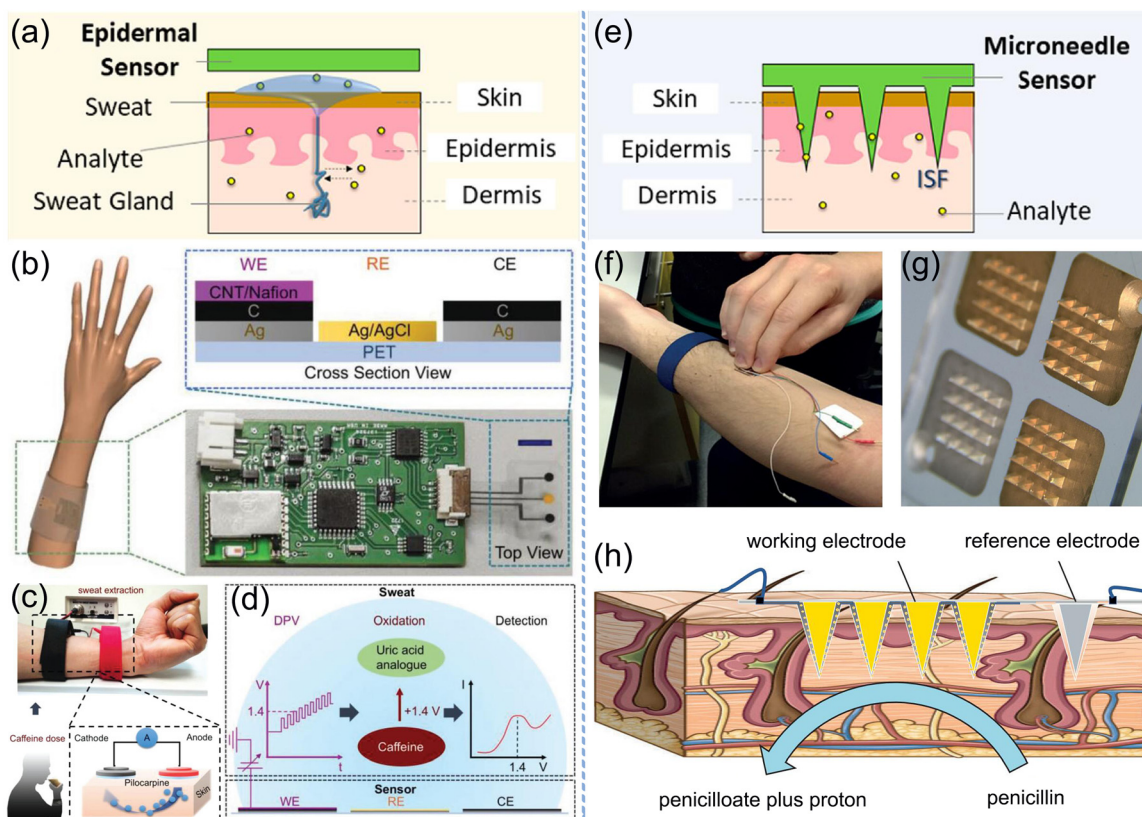 (a)
Epidermal
Sensor
Sweat
Analyte
Sweat Gland
Skin
Epidermis
Dermis
(e)
Microneedle
Sensor
Skin
Epidermis
Dermis
ISF
Analyte
(b)
WE RE CE
CNT/Nafion
C C
Ag Ag/AgCl Ag
PET
Cross Section View
Top View
(f)
(g)
(c)
sweat extraction
Caffeine dose
Cathode Anode
A
Pilocarpine
Skin
(d)
Sweat
DPV Oxidation Detection
Uric acid
analogue
V
1.4
t
+1.4 V
Caffeine
I
1.4 V
Sensor
WE RE CE
(h)
working electrode reference electrode
penicilloate plus proton penicillin